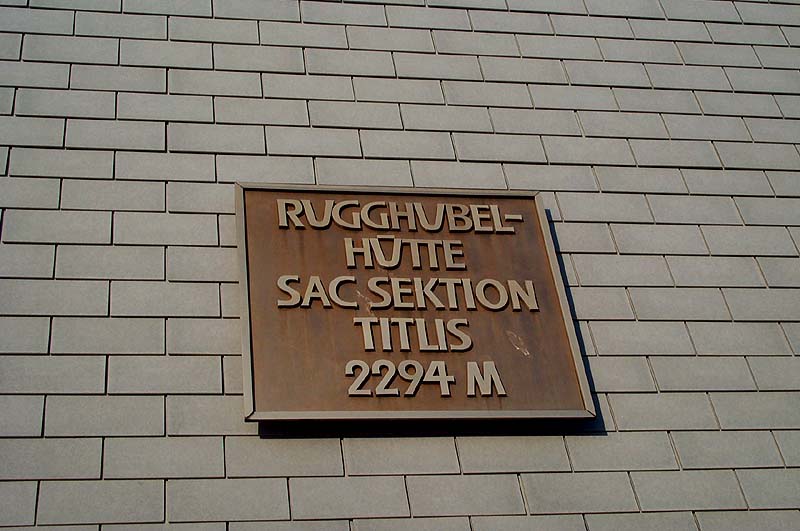 RUGGHUBEL-
HÜTTE
SAC SEKTION
TITLIS
2294 M